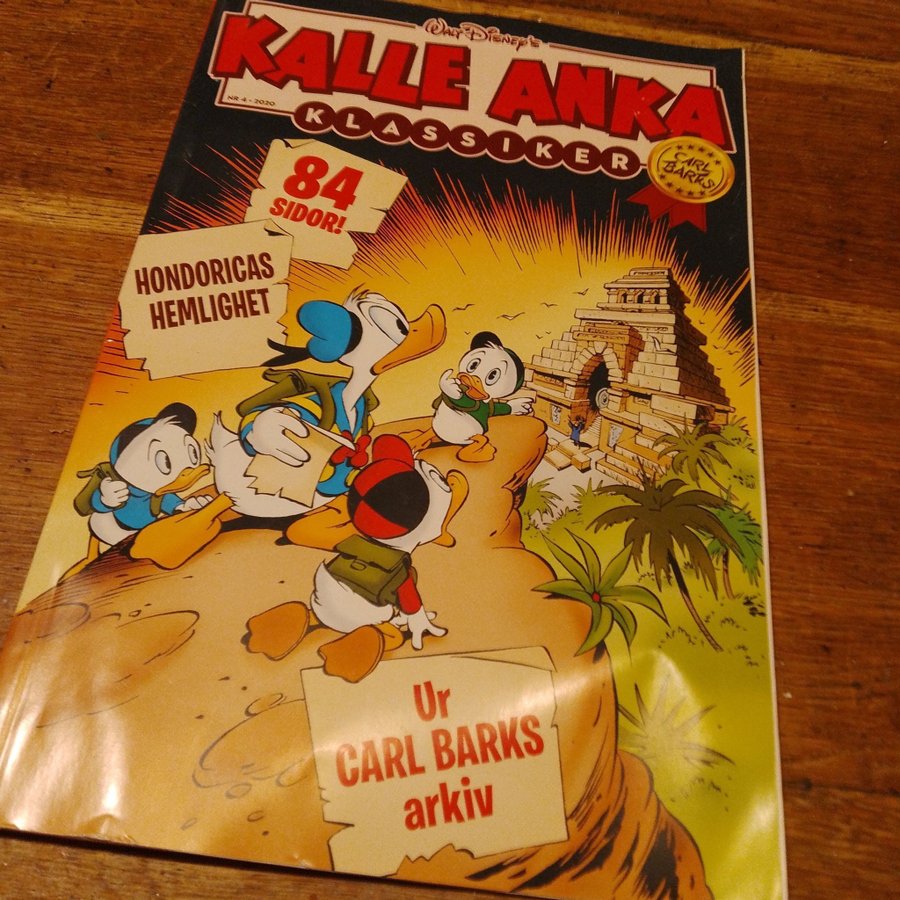 Walt Disney's
KALLE ANKA
NR 4 • 2020
KLASSIKER
CARL
BARKS
84
SIDOR!
HONDORICAS
HEMLIGHET
Ur
CARL BARKS
arkiv